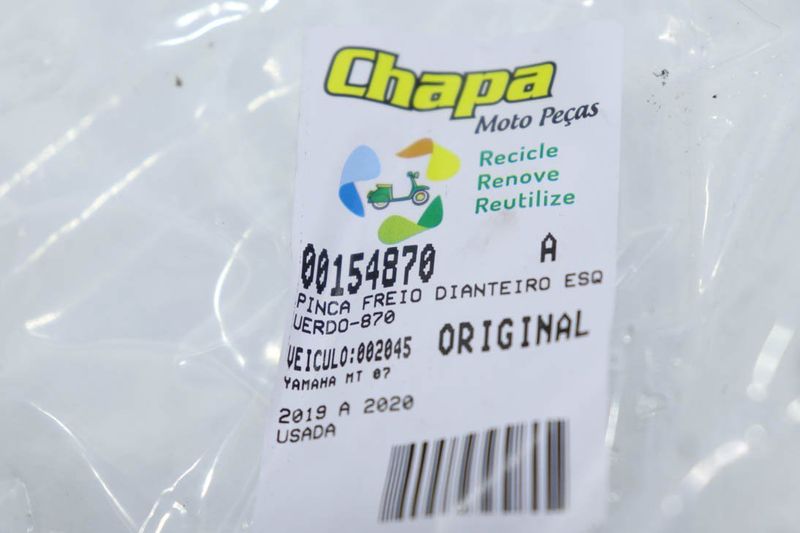 Chapa
Moto Peças
Recicle
Renove
Reutilize
00154870 A
PINCA FREIO DIANTEIRO ESQ
UERDO-870
VEICULO:002045 ORIGINAL
YAMAHA MT 07
2019 A 2020
USADA